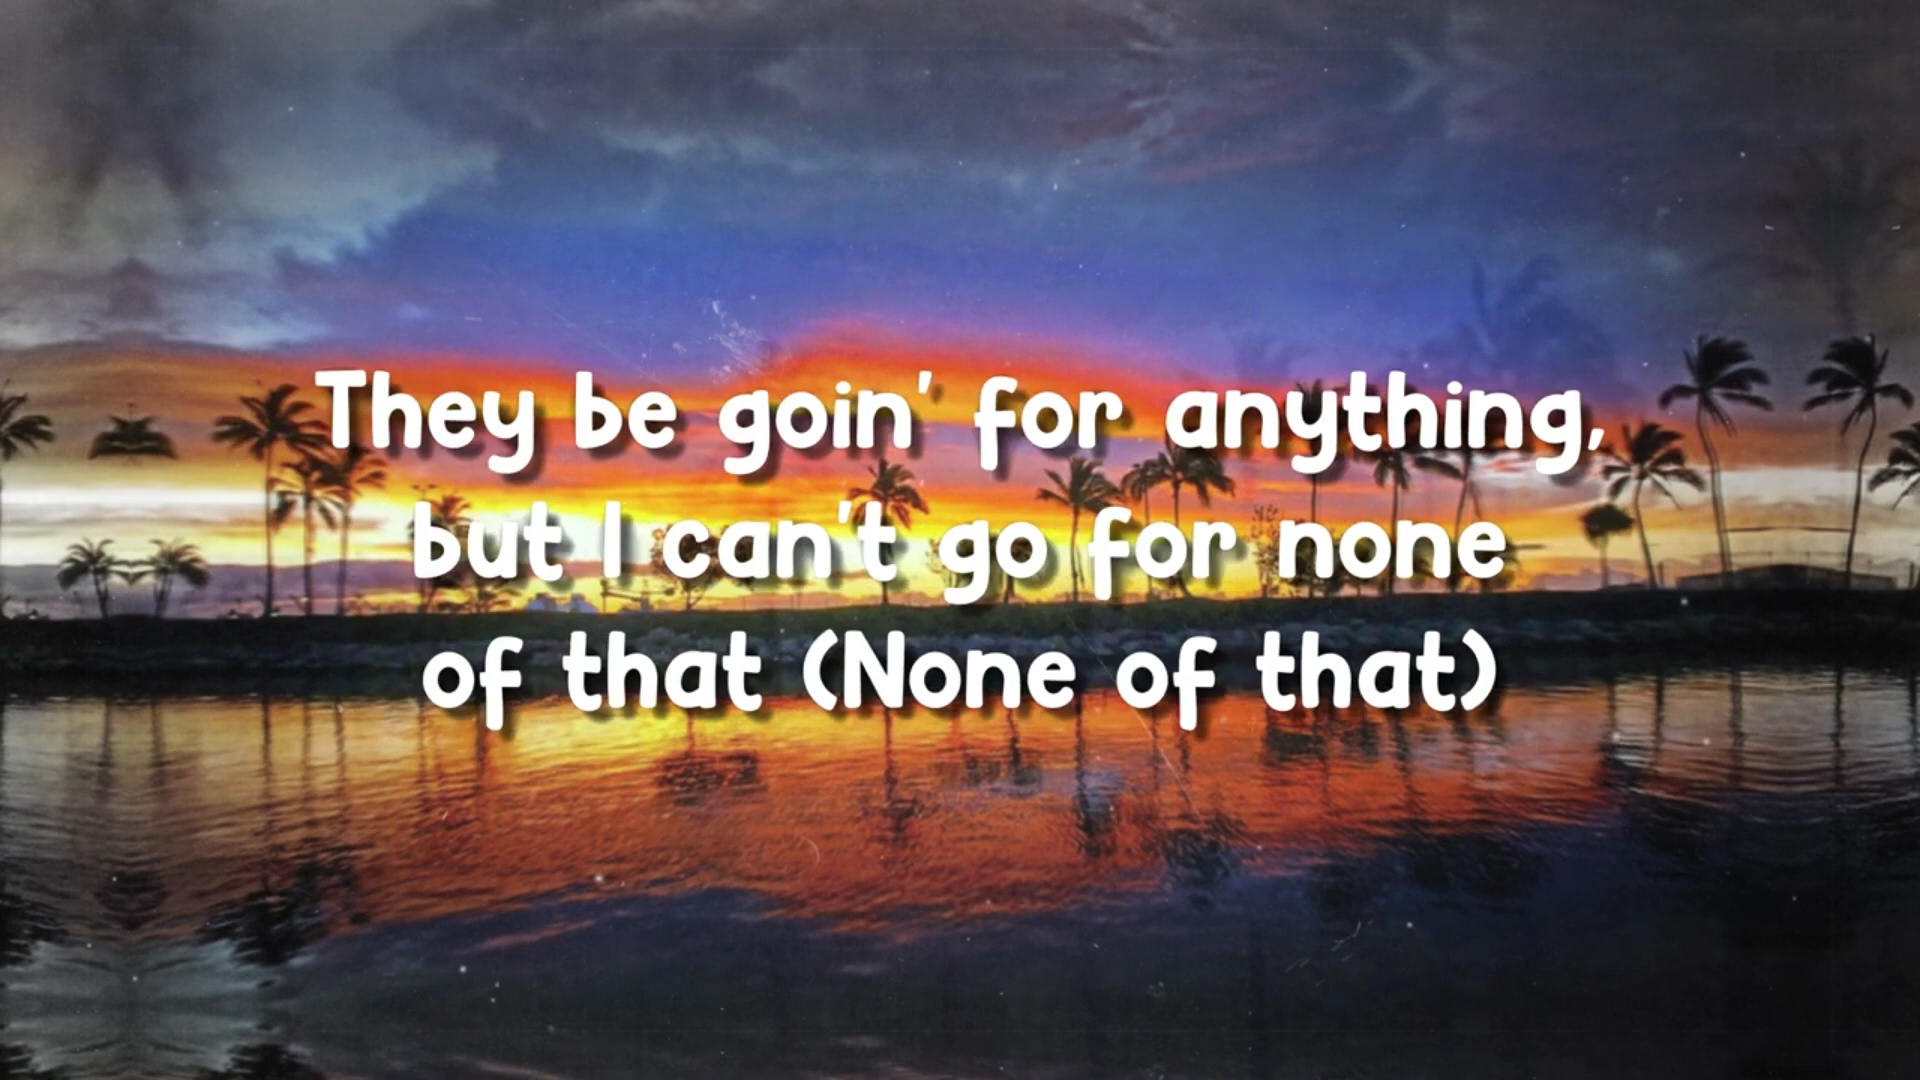 They be goin' for anything,
but I can't go for none
of that (None of that)